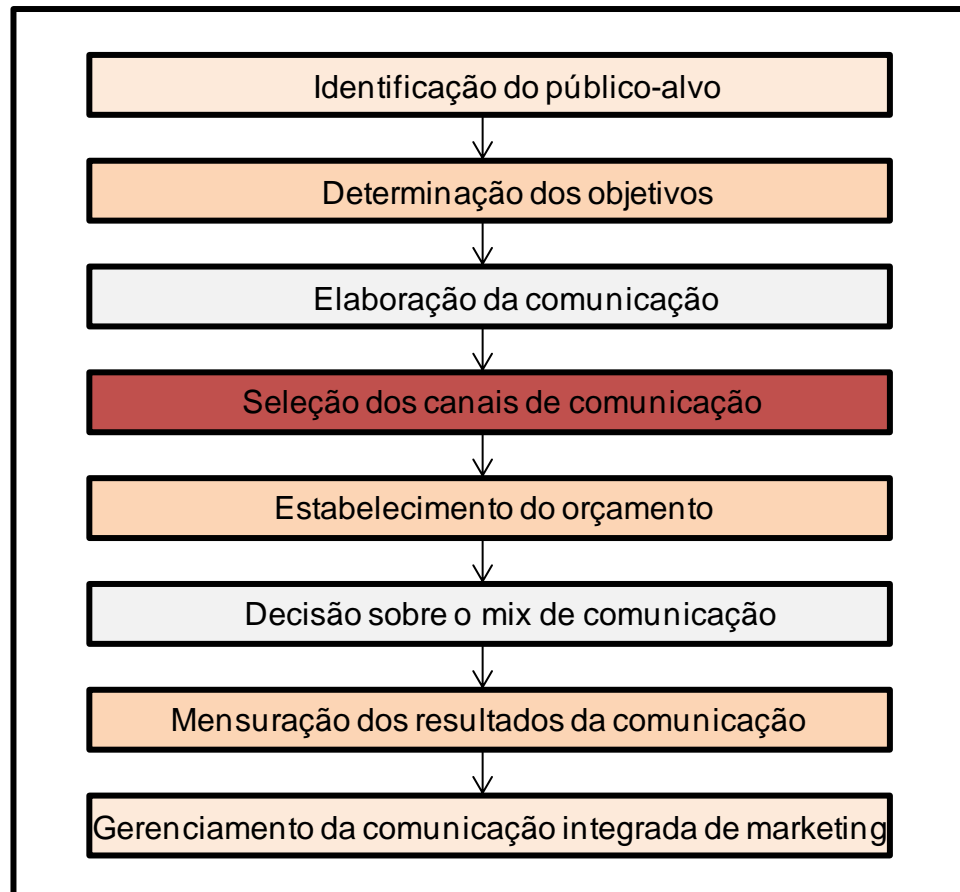 Identificação do público-alvo
Determinação dos objetivos
Elaboração da comunicação
Seleção dos canais de comunicação
Estabelecimento do orçamento
Decisão sobre o mix de comunicação
Mensuração dos resultados da comunicação
Gerenciamento da comunicação integrada de marketing